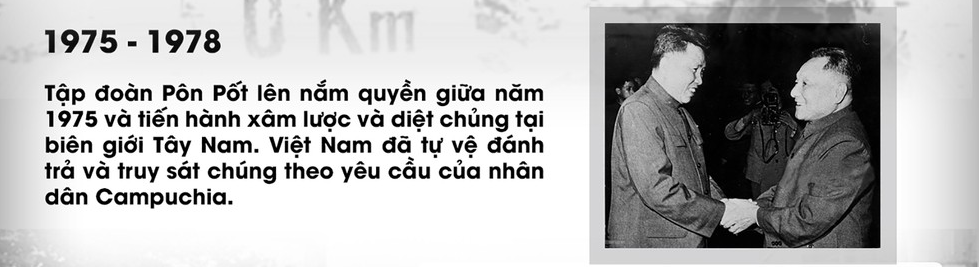 0 Km
1975 - 1978
Tập đoàn Pôn Pốt lên nắm quyền giữa năm
1975 và tiến hành xâm lược và diệt chủng tại
biên giới Tây Nam. Việt Nam đã tự vệ đánh
trả và truy sát chúng theo yêu cầu của nhân
dân Campuchia.